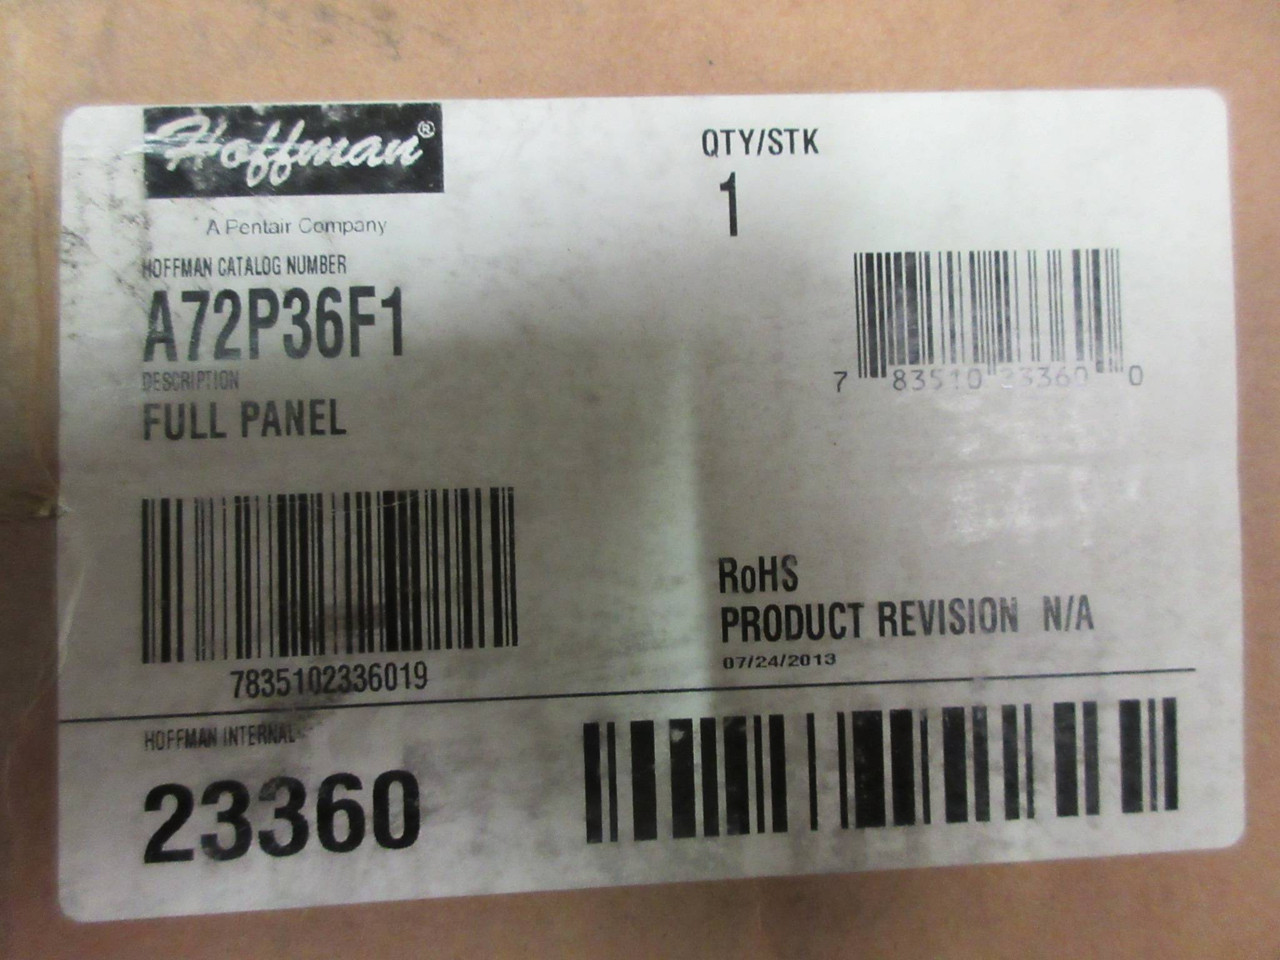 Hoffman®
A Pentair Company
HOFFMAN CATALOG NUMBER
A72P36F1
DESCRIPTION
FULL PANEL
7835102336019
QTY/STK
1
7 83510 23360 0
RoHS
PRODUCT REVISION N/A
07/24/2013
HOFFMAN INTERNAL
23360